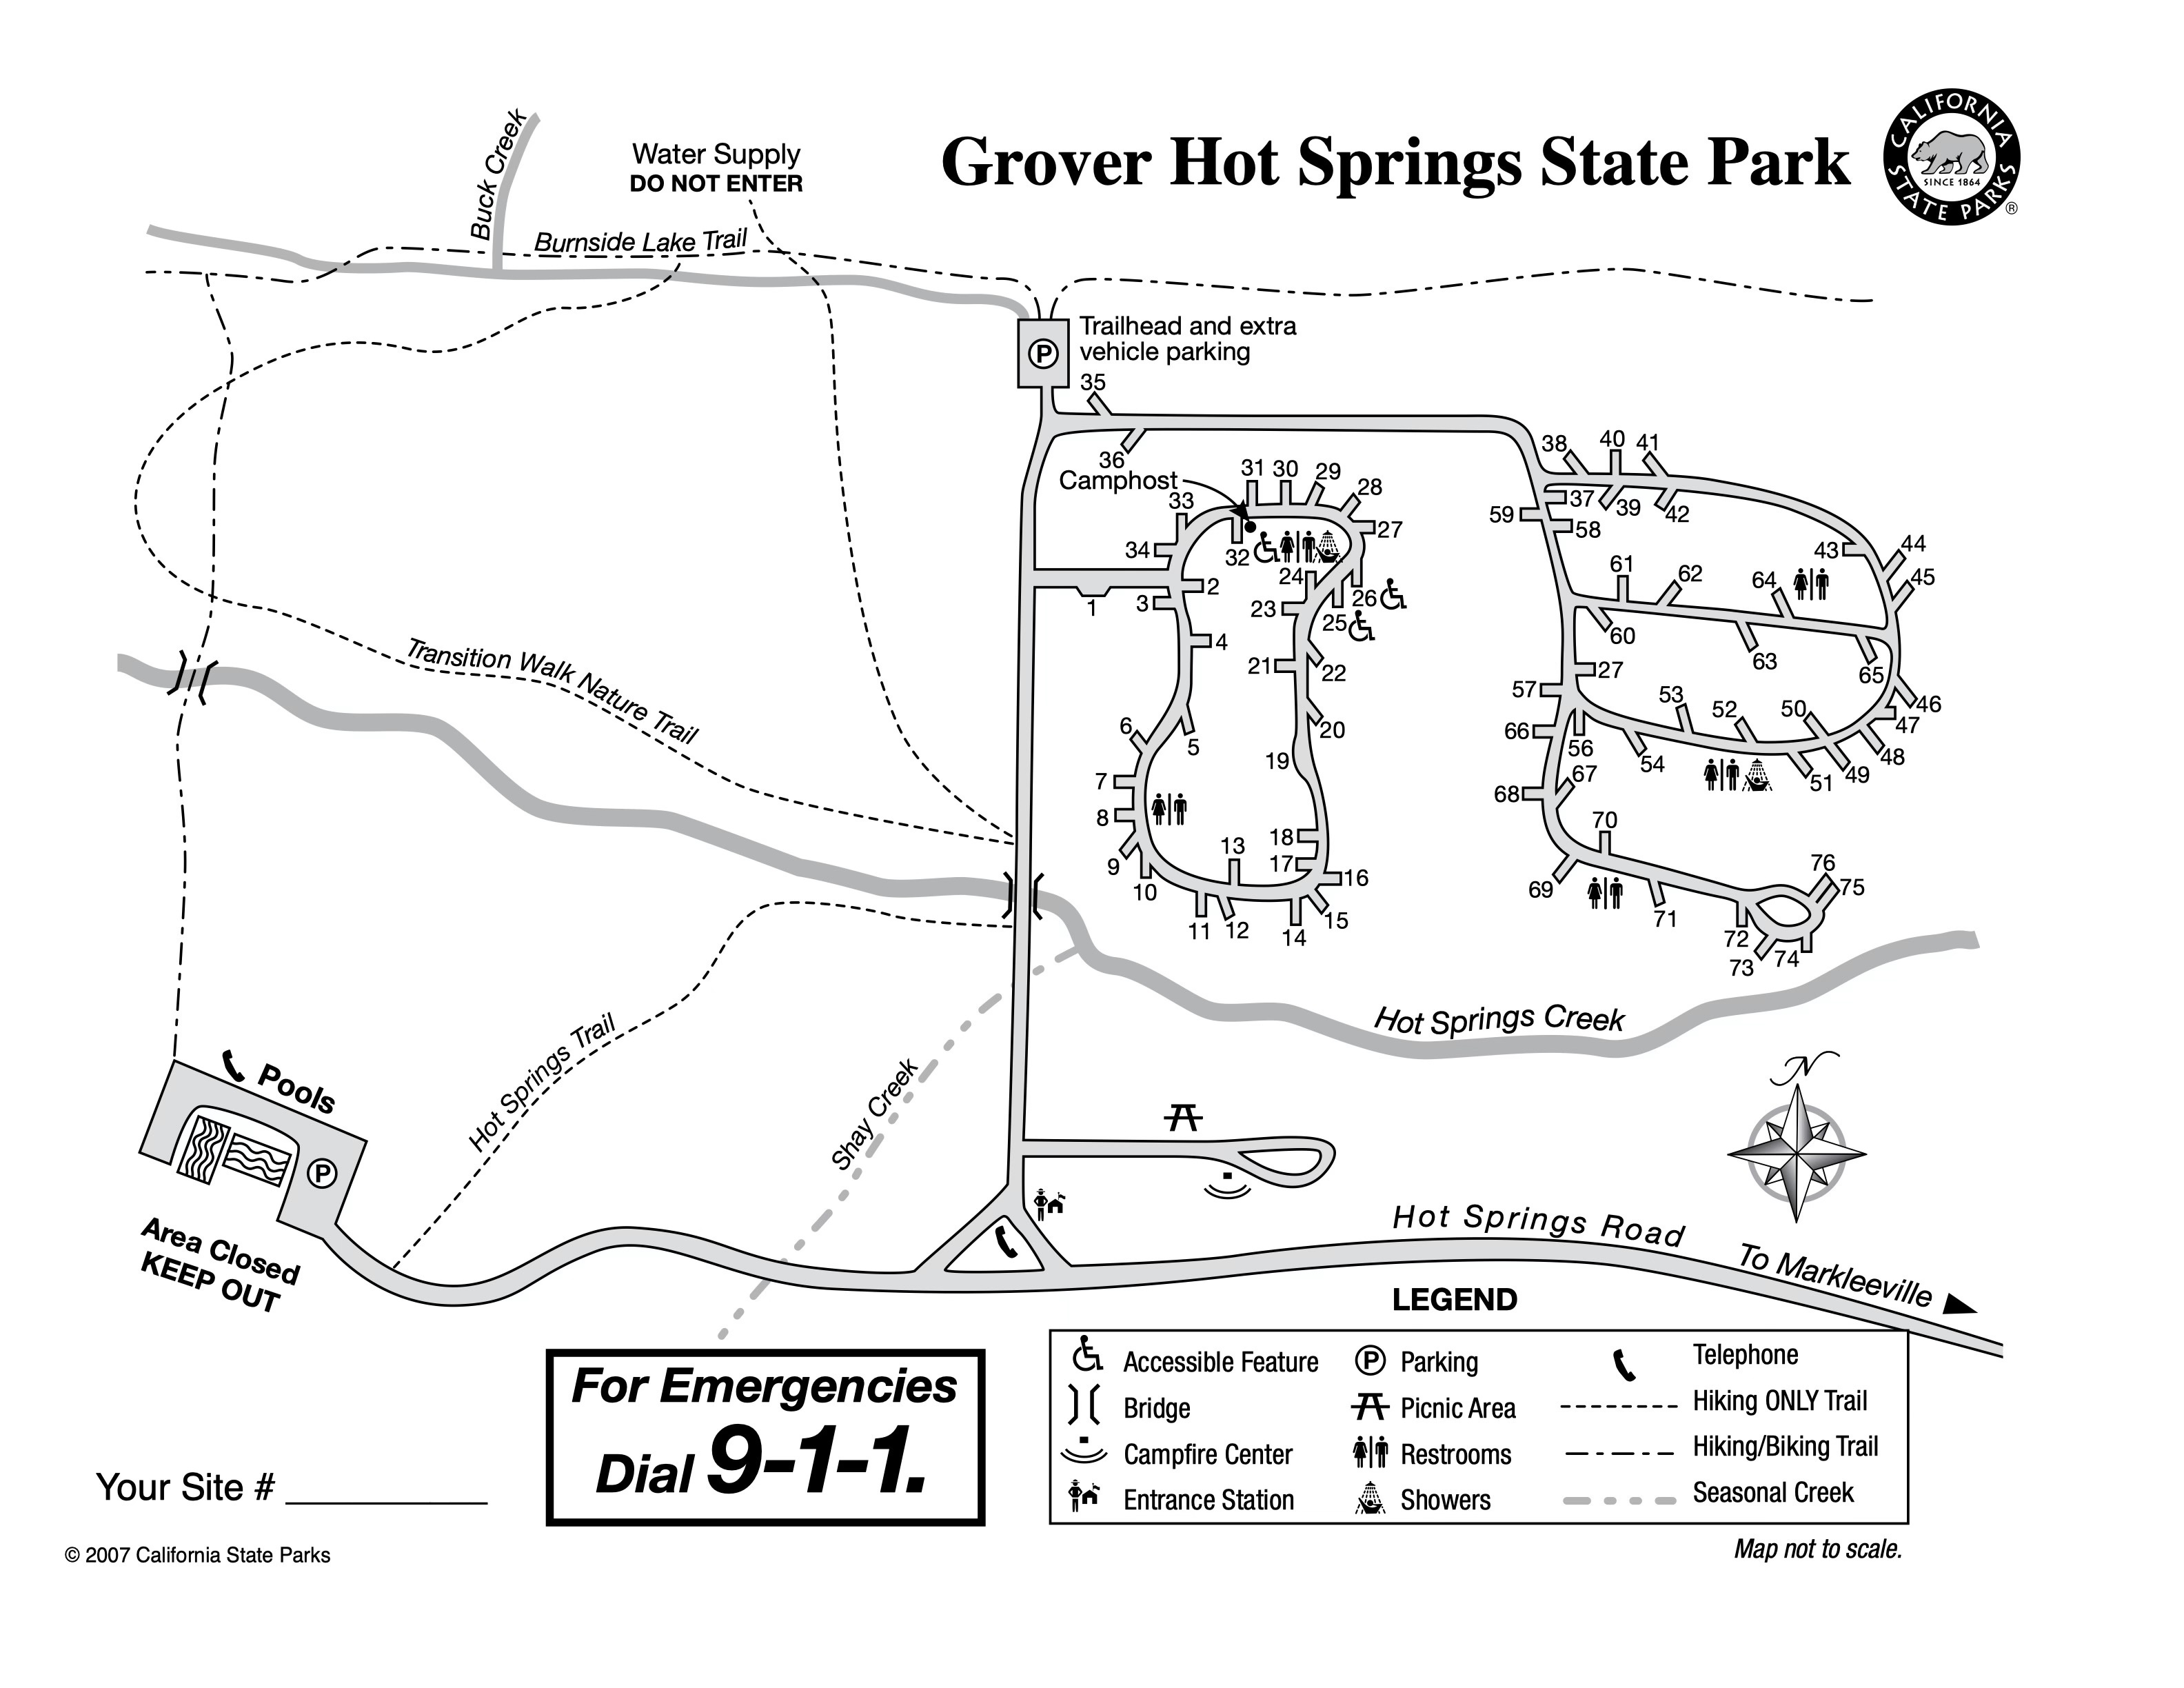 Grover Hot Springs State Park
CALIFORNIA
STATE PARKS
SINCE 1864
®
Buck Creek
Water Supply
DO NOT ENTER
Burnside Lake Trail
P
Trailhead and extra
vehicle parking
35
36
Camphost
31
30
29
28
27
33
34
32
24
23
25
26
2
3
1
4
21
22
20
19
6
5
7
8
9
10
13
18
17
16
11
12
14
15
38
40
41
37
39
42
59
58
43
44
45
61
62
64
60
63
65
27
57
53
52
50
46
47
66
56
54
48
49
51
67
68
70
69
71
76
75
72
73
74
Transition Walk Nature Trail
Hot Springs Trail
Shay Creek
Hot Springs Creek
N
Pools
P
Area Closed
KEEP OUT
Hot Springs Road
To Markleeville
LEGEND
Accessible Feature
Bridge
Campfire Center
Entrance Station
P Parking
Picnic Area
Restrooms
Showers
Telephone
Hiking ONLY Trail
Hiking/Biking Trail
Seasonal Creek
For Emergencies
Dial 9-1-1.
Your Site #
© 2007 California State Parks
Map not to scale.